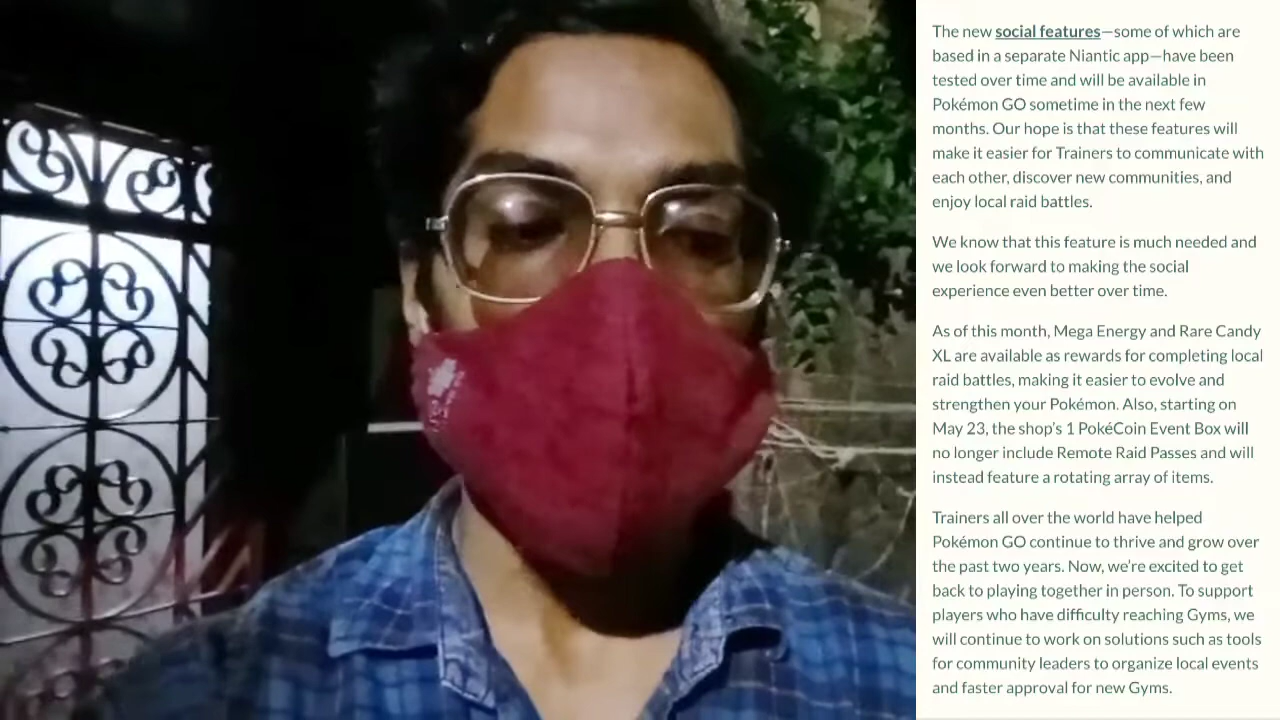 The new social features—some of which are
based in a separate Niantic app—have been
tested over time and will be available in
Pokémon GO sometime in the next few
months. Our hope is that these features will
make it easier for Trainers to communicate with
each other, discover new communities, and
enjoy local raid battles.
We know that this feature is much needed and
we look forward to making the social
experience even better over time.
As of this month, Mega Energy and Rare Candy
XL are available as rewards for completing local
raid battles, making it easier to evolve and
strengthen your Pokémon. Also, starting on
May 23, the shop's 1 PokéCoin Event Box will
no longer include Remote Raid Passes and will
instead feature a rotating array of items.
Trainers all over the world have helped
Pokémon GO continue to thrive and grow over
the past two years. Now, we're excited to get
back to playing together in person. To support
players who have difficulty reaching Gyms, we
will continue to work on solutions such as tools
for community leaders to organize local events
and faster approval for new Gyms.